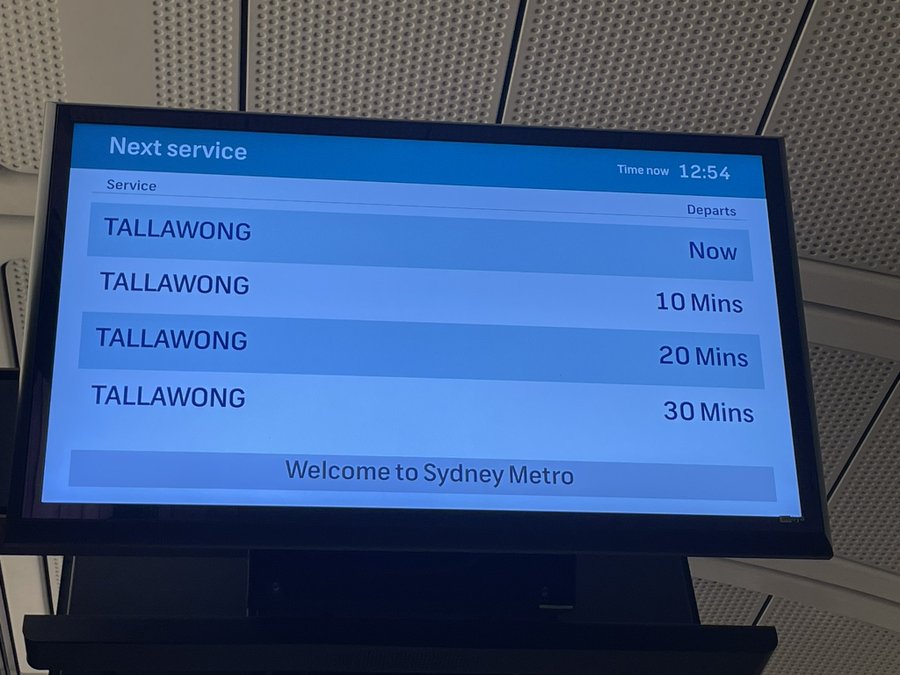 Next service
Time now 12:54
Service Departs
TALLAWONG Now
TALLAWONG 10 Mins
TALLAWONG 20 Mins
TALLAWONG 30 Mins
Welcome to Sydney Metro